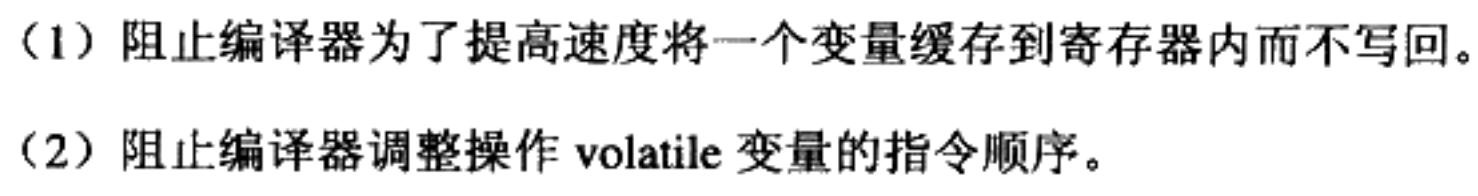 （1）阻止编译器为了提高速度将一个变量缓存到寄存器内而不写回。
（2）阻止编译器调整操作 volatile 变量的指令顺序。